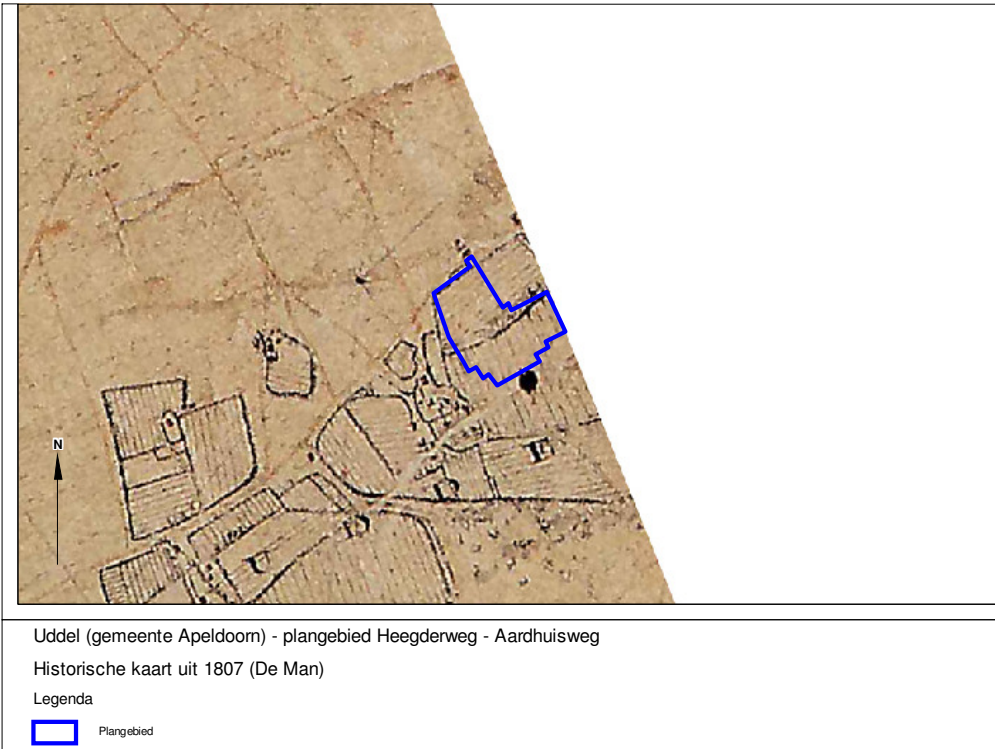 N
Uddel (gemeente Apeldoorn) - plangebied Heegderweg - Aardhuisweg
Historische kaart uit 1807 (De Man)
Legenda
Plangebied